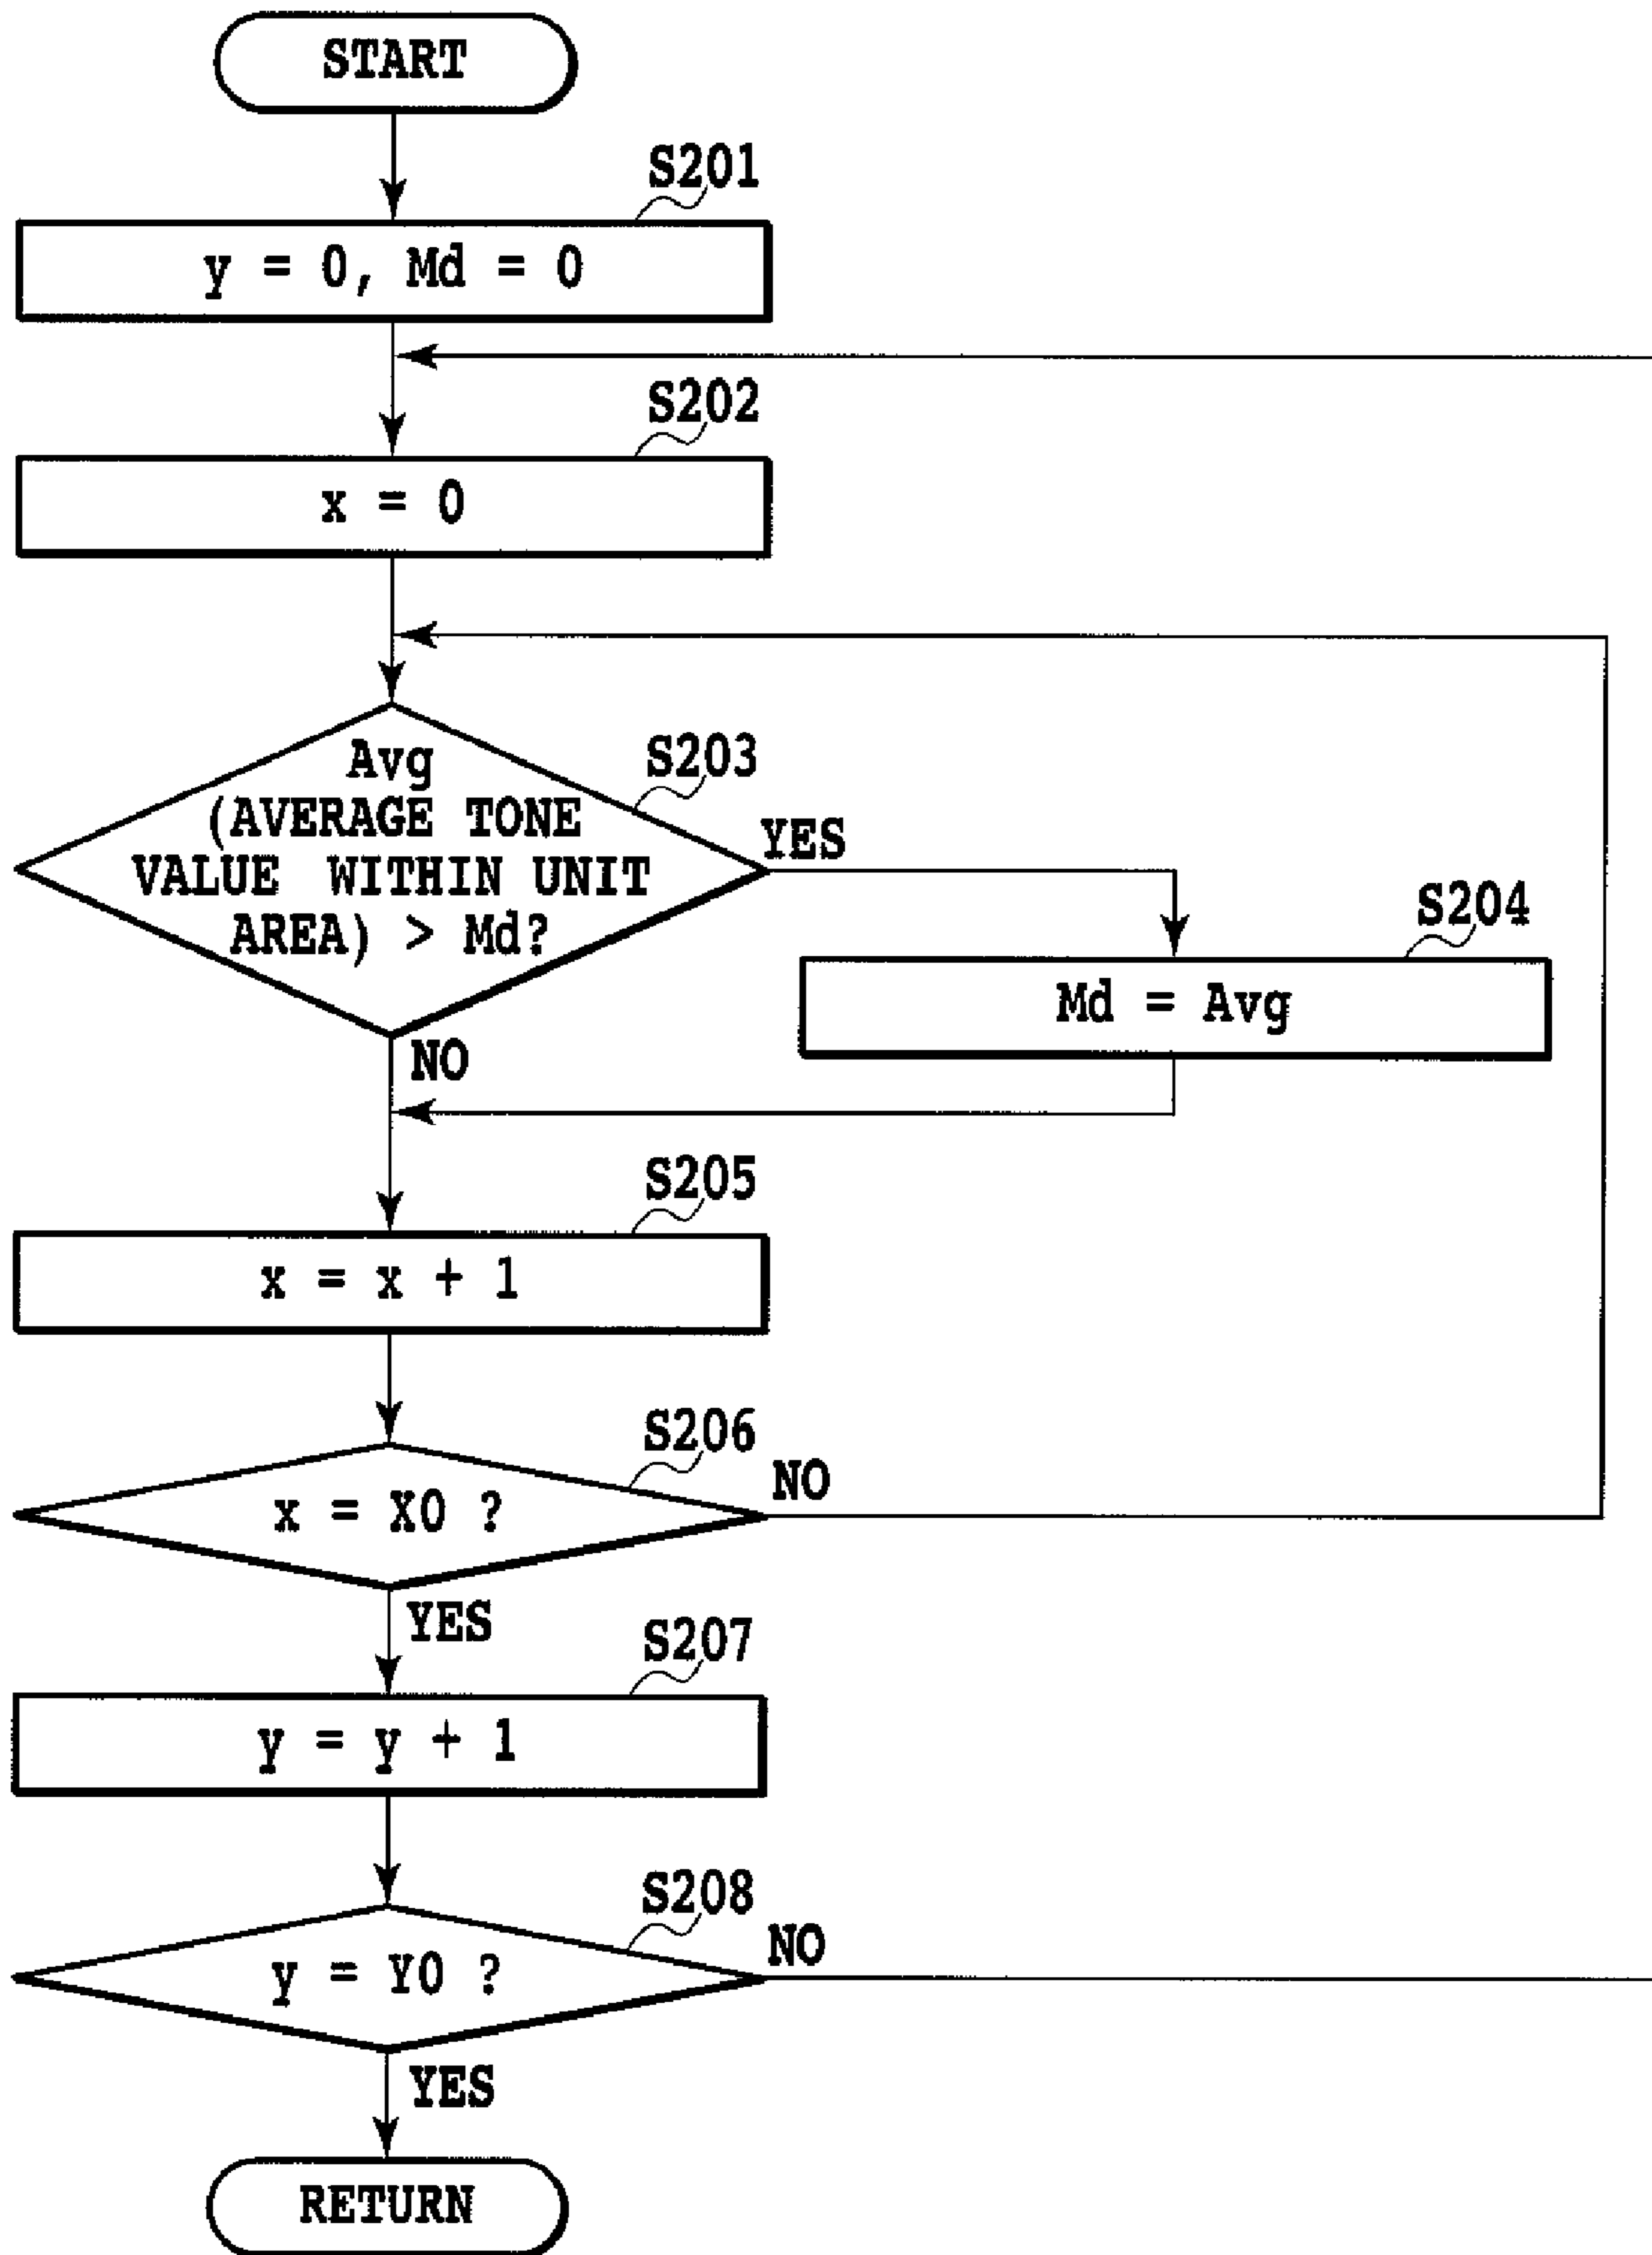 START
S201
y = 0, Md = 0
S202
x = 0
S203
Avg
(AVERAGE TONE
VALUE WITHIN UNIT
AREA) > Md?
YES
S204
Md = Avg
NO
S205
x = x + 1
S206
x = X0 ?
NO
YES
S207
y = y + 1
S208
y = Y0 ?
NO
YES
RETURN